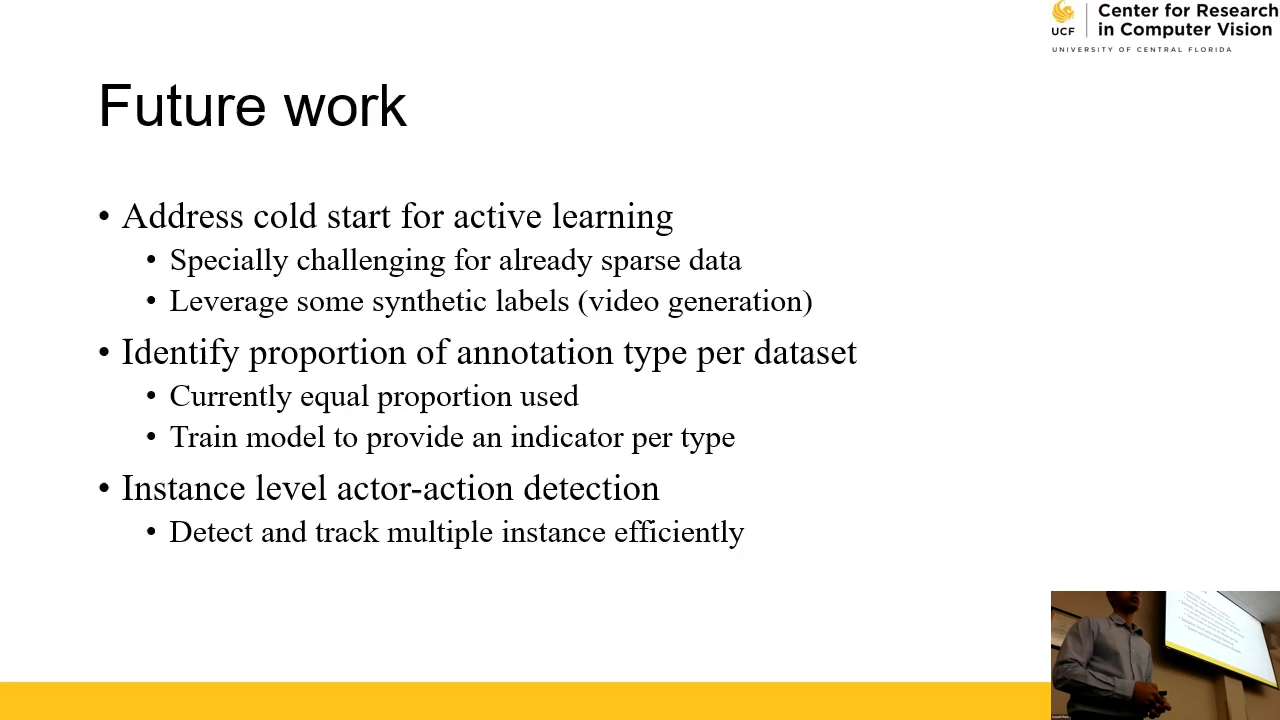 UCF
Center for Research
in Computer Vision
UNIVERSITY OF CENTRAL FLORIDA
Future work
• Address cold start for active learning
• Specially challenging for already sparse data
• Leverage some synthetic labels (video generation)
• Identify proportion of annotation type per dataset
• Currently equal proportion used
• Train model to provide an indicator per type
• Instance level actor-action detection
• Detect and track multiple instance efficiently